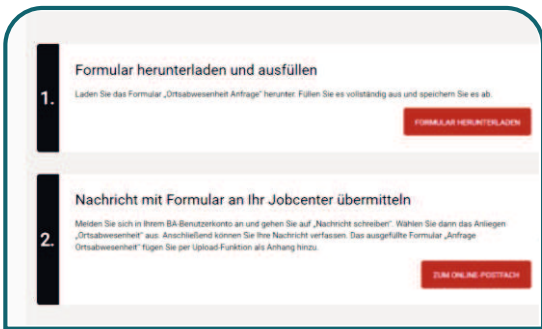 1.
Formular herunterladen und ausfüllen
Laden Sie das Formular „Ortsabwesenheit Anfrage" herunter. Füllen Sie es vollständig aus und speichern Sie es ab.
FORMULAR HERUNTERLADEN
2.
Nachricht mit Formular an Ihr Jobcenter übermitteln
Melden Sie sich in Ihrem BA-Benutzerkonto an und gehen Sie auf „Nachricht schreiben". Wählen Sie dann das Anliegen
„Ortsabwesenheit" aus. Anschließend können Sie Ihre Nachricht verfassen. Das ausgefüllte Formular „Anfrage
Ortsabwesenheit" fügen Sie per Upload-Funktion als Anhang hinzu.
ZUM ONLINE-POSTFACH